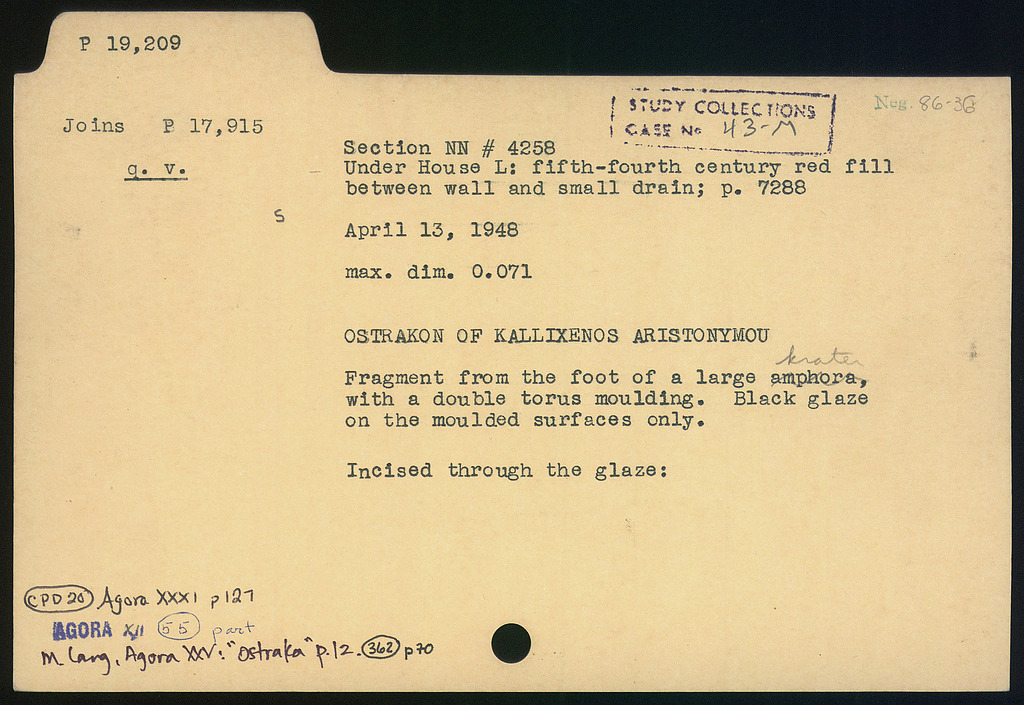 P 19,209
STUDY COLLECTIONS
CASE No 43-M
Neg. 86-36
Joins P 17,915
q. v.
Section NN # 4258
Under House L: fifth-fourth century red fill
between wall and small drain; p. 7288
S
April 13, 1948
max. dim. 0.071
OSTRAKON OF KALLIXENOS ARISTONYMOU
krater
Fragment from the foot of a large amphora,
with a double torus moulding. Black glaze
on the moulded surfaces only.
Incised through the glaze:
CPD 20 Agora XXXI p127
AGORA XII 55 part
M. Lang, Agora XXV: "Ostraka" p.12. 362 p70